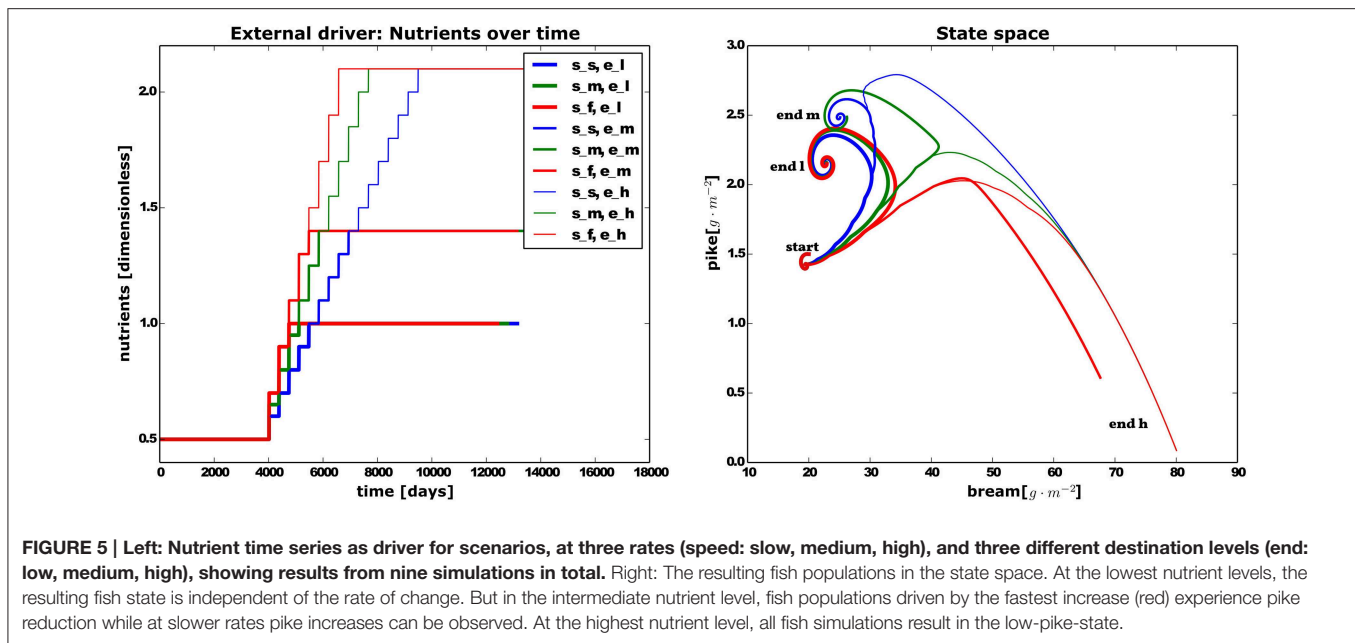 External driver: Nutrients over time
nutrients [dimensionless]
2.0
1.5
1.0
0.5
0
2000
4000
6000
8000
10000
12000
14000
16000
18000
time [days]
s_s, e_l
s_m, e_l
s_f, e_l
s_s, e_m
s_m, e_m
s_f, e_m
s_s, e_h
s_m, e_h
s_f, e_h
State space
pike[g · m⁻²]
3.0
2.5
2.0
1.5
1.0
0.5
0.0
10
20
30
40
50
60
70
80
90
bream[g · m⁻²]
end m
end l
start
end h
FIGURE 5 | Left: Nutrient time series as driver for scenarios, at three rates (speed: slow, medium, high), and three different destination levels (end:
low, medium, high), showing results from nine simulations in total. Right: The resulting fish populations in the state space. At the lowest nutrient levels, the
resulting fish state is independent of the rate of change. But in the intermediate nutrient level, fish populations driven by the fastest increase (red) experience pike
reduction while at slower rates pike increases can be observed. At the highest nutrient level, all fish simulations result in the low-pike-state.